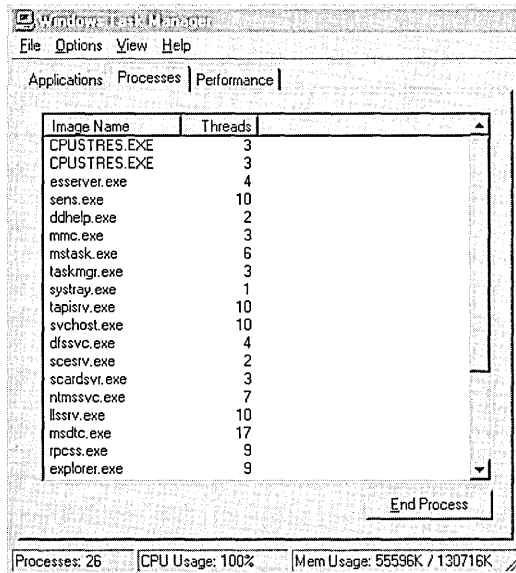 Windows Task Manager
File Options View Help
Applications Processes Performance
Image Name Threads
CPUSTRES.EXE 3
CPUSTRES.EXE 3
esserver.exe 4
sens.exe 10
ddhelp.exe 2
mmc.exe 3
mstask.exe 6
taskmgr.exe 3
systray.exe 1
tapisrv.exe 10
svchost.exe 10
dfssvc.exe 4
scesrv.exe 2
scardsvr.exe 3
ntmssvc.exe 7
llssrv.exe 10
msdtc.exe 17
rpcss.exe 9
explorer.exe 9
End Process
Processes: 26 CPU Usage: 100% Mem Usage: 55596K / 130716K